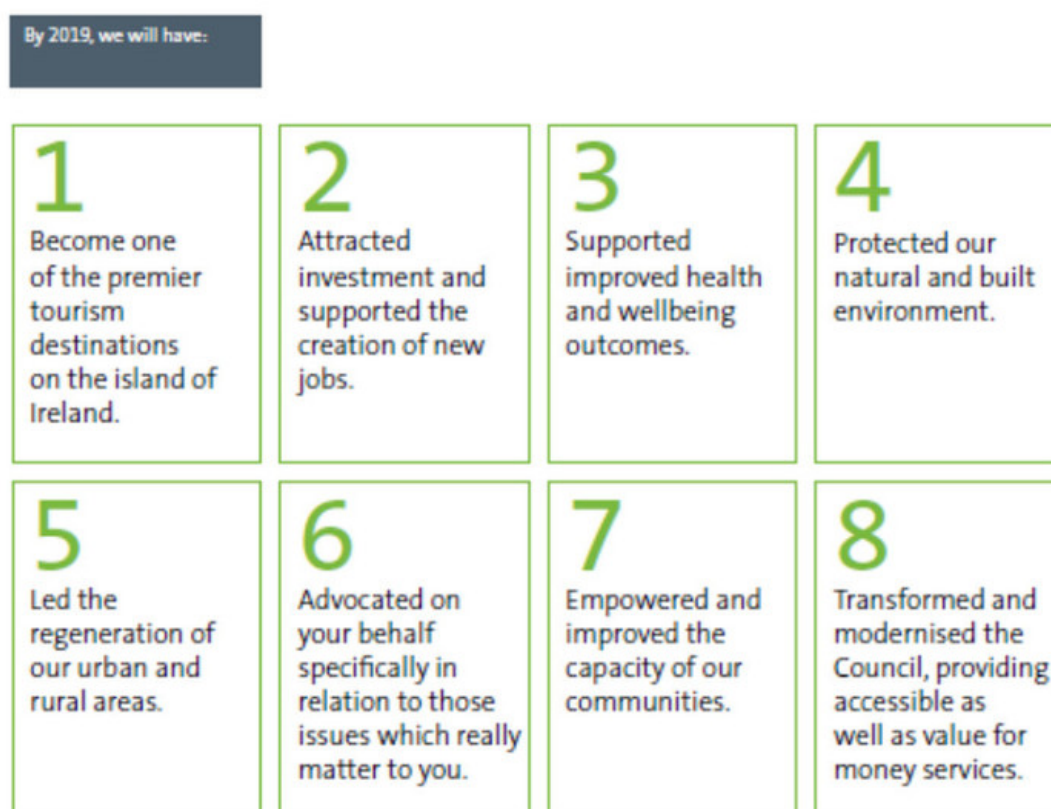 By 2019, we will have:
1
Become one
of the premier
tourism
destinations
on the island of
Ireland.
2
Attracted
investment and
supported the
creation of new
jobs.
3
Supported
improved health
and wellbeing
outcomes.
4
Protected our
natural and built
environment.
5
Led the
regeneration of
our urban and
rural areas.
6
Advocated on
your behalf
specifically in
relation to those
issues which really
matter to you.
7
Empowered and
improved the
capacity of our
communities.
8
Transformed and
modernised the
Council, providing
accessible as
well as value for
money services.